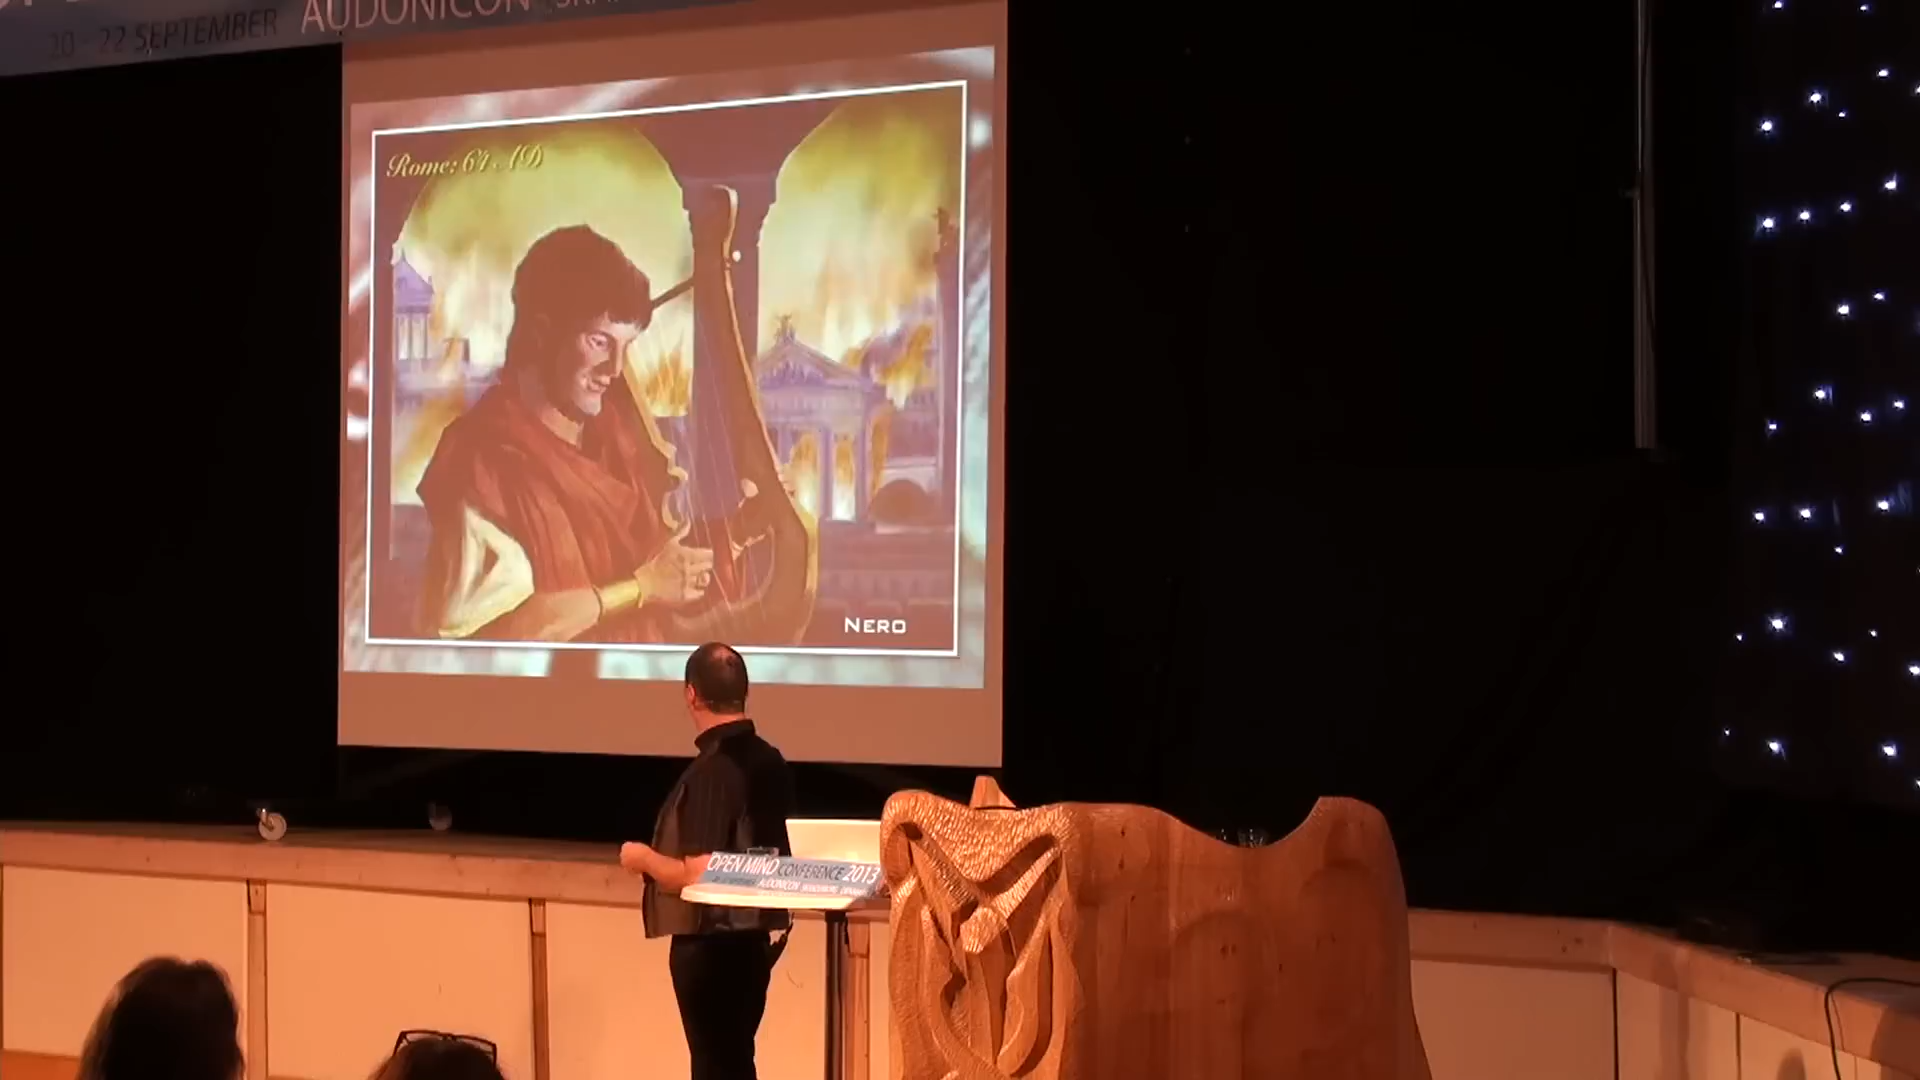 20 - 22 SEPTEMBER AUDONICON
Rome: 64 AD
NERO
OPEN MIND CONFERENCE 2013
AUDONICON